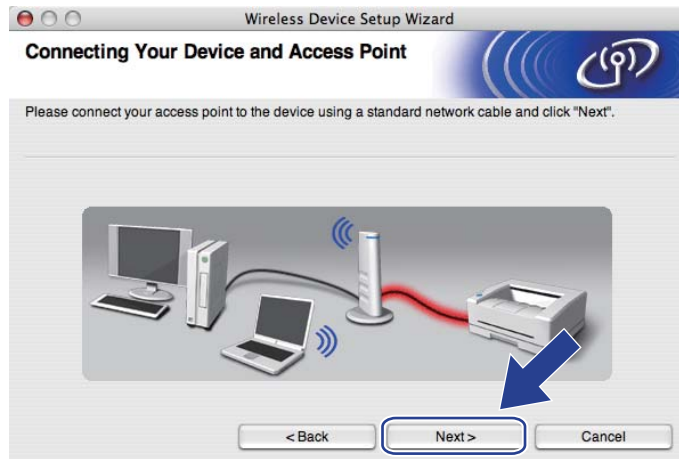 Wireless Device Setup Wizard
Connecting Your Device and Access Point
Please connect your access point to the device using a standard network cable and click "Next".
< Back Next > Cancel